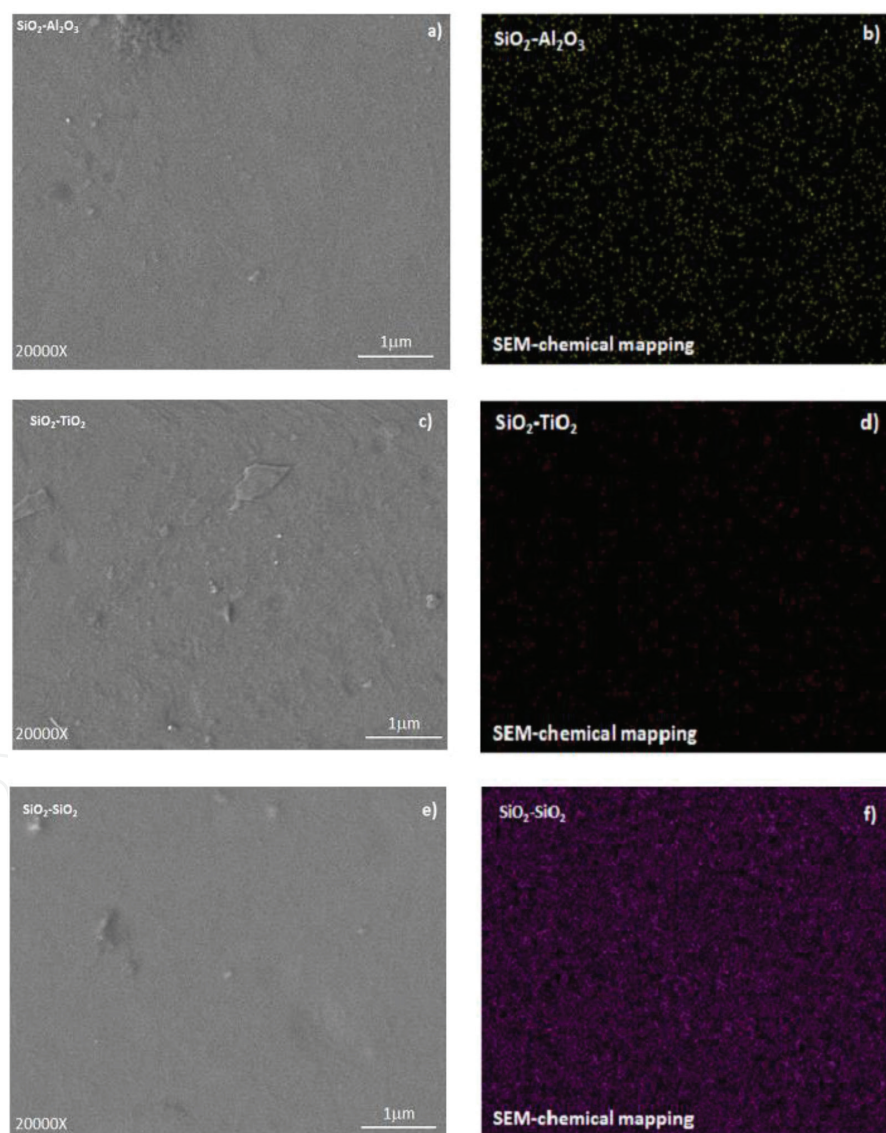 SiO₂-Al₂O₃ a)
20000X 1μm
SiO₂-Al₂O₃ b)
SEM-chemical mapping
SiO₂-TiO₂ c)
20000X 1μm
SiO₂-TiO₂ d)
SEM-chemical mapping
SiO₂-SiO₂ e)
20000X 1μm
SiO₂-SiO₂ f)
SEM-chemical mapping